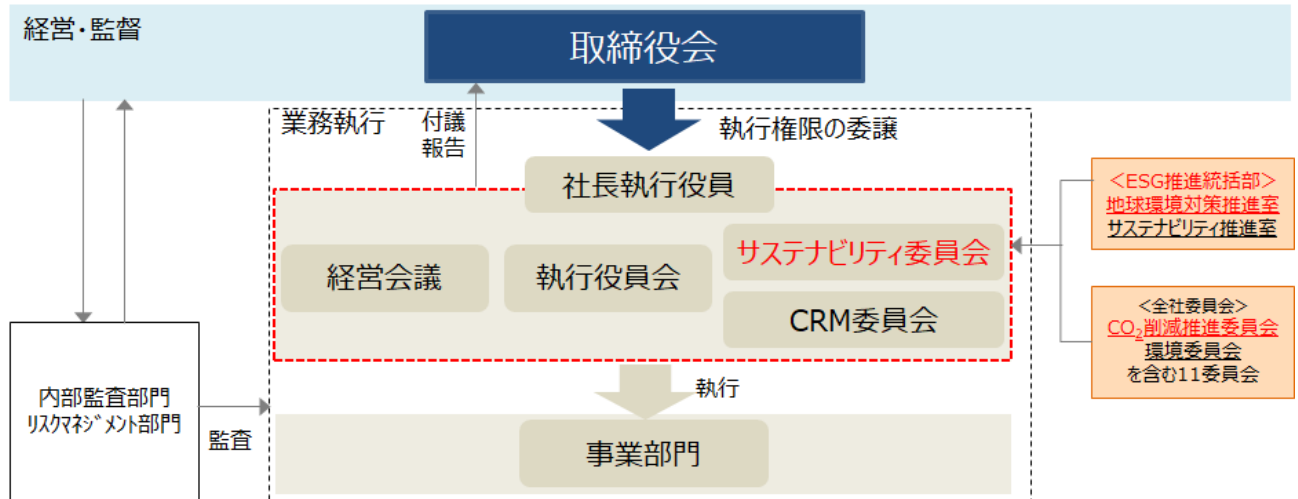 経営・監督
取締役会
業務執行
付議
報告
執行権限の委譲
社長執行役員
経営会議
執行役員会
サステナビリティ委員会
CRM委員会
＜ESG推進統括部＞
地球環境対策推進室
サステナビリティ推進室
＜全社委員会＞
CO₂削減推進委員会
環境委員会
を含む11委員会
執行
内部監査部門
ﾘｽｸﾏﾈｼﾞﾒﾝﾄ部門
監査
事業部門